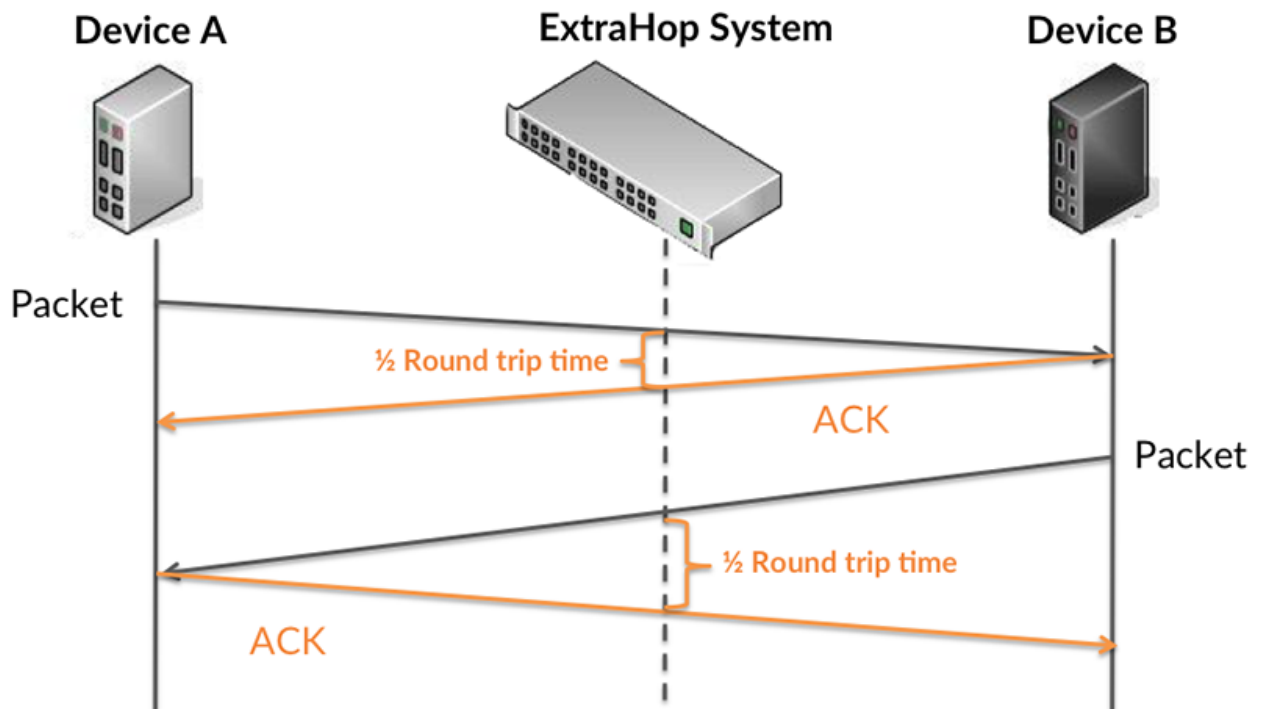 Device A
ExtraHop System
Device B
Packet
½ Round trip time
ACK
Packet
½ Round trip time
ACK